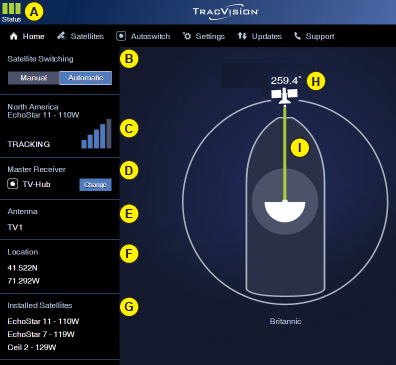 Status
A
TRACVISION
Home
Satellites
Autoswitch
Settings
Updates
Support
Satellite Switching
B
Manual
Automatic
North America
EchoStar 11 - 110W
C
TRACKING
Master Receiver
D
TV-Hub
Change
Antenna
E
TV1
Location
F
41.522N
71.292W
Installed Satellites
G
EchoStar 11 - 110W
EchoStar 7 - 119W
Ceil 2 - 129W
259.4°
H
I
Britannic